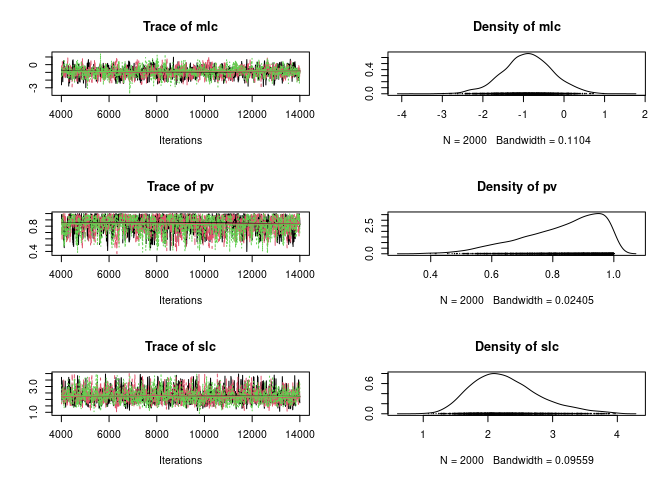 Trace of mlc
0
-3
4000 6000 8000 10000 12000 14000
Iterations
Density of mlc
0.4
0.0
-4 -3 -2 -1 0 1 2
N = 2000 Bandwidth = 0.1104
Trace of pv
0.8
0.4
4000 6000 8000 10000 12000 14000
Iterations
Density of pv
2.5
0.0
0.4 0.6 0.8 1.0
N = 2000 Bandwidth = 0.02405
Trace of slc
3.0
1.0
4000 6000 8000 10000 12000 14000
Iterations
Density of slc
0.6
0.0
1 2 3 4
N = 2000 Bandwidth = 0.09559